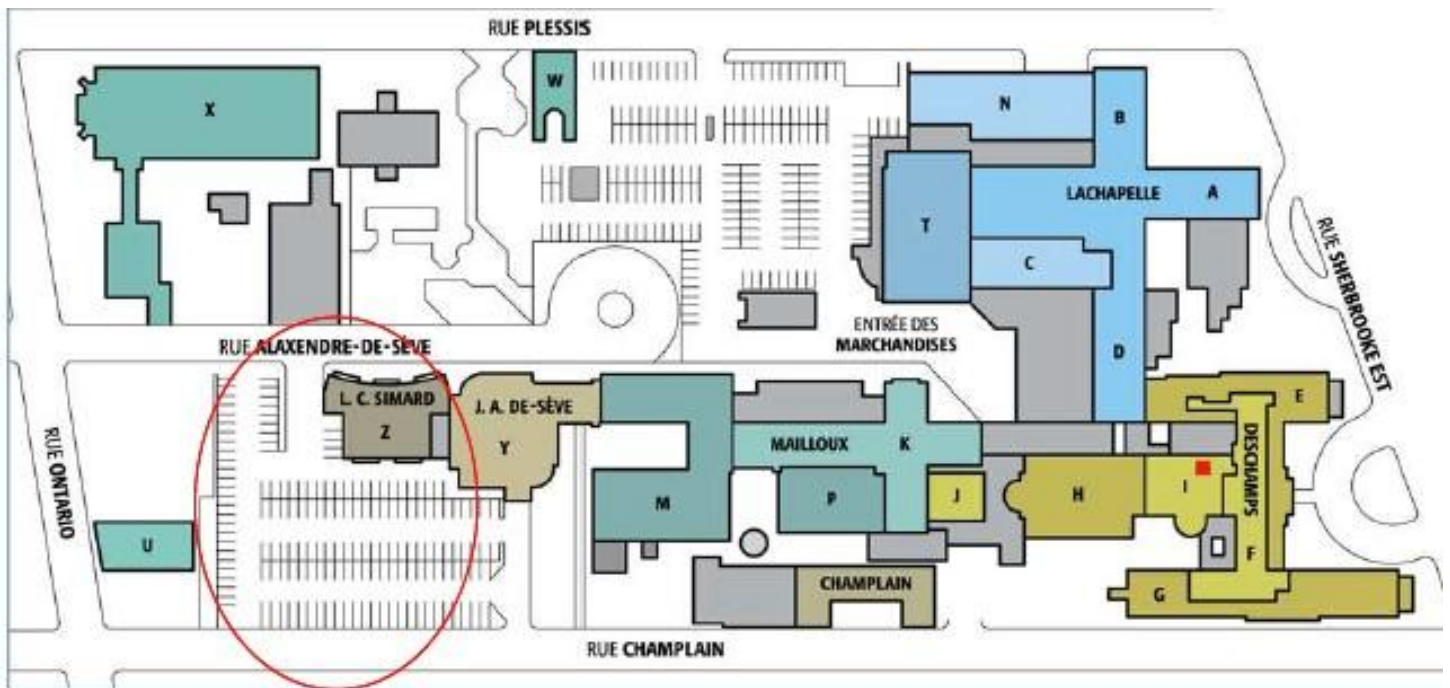 RUE PLESSIS
X
W
N
B
LACHAPELLE
A
T
C
RUE SHERBROOKE EST
ENTRÉE DES
MARCHANDISES
RUE ALAXENDRE-DE-SÈVE
D
L. C. SIMARD
Z
J. A. DE-SÈVE
Y
MAILLOUX
K
E
DESCHAMPS
RUE ONTARIO
M
P
J
H
I
U
F
CHAMPLAIN
G
RUE CHAMPLAIN